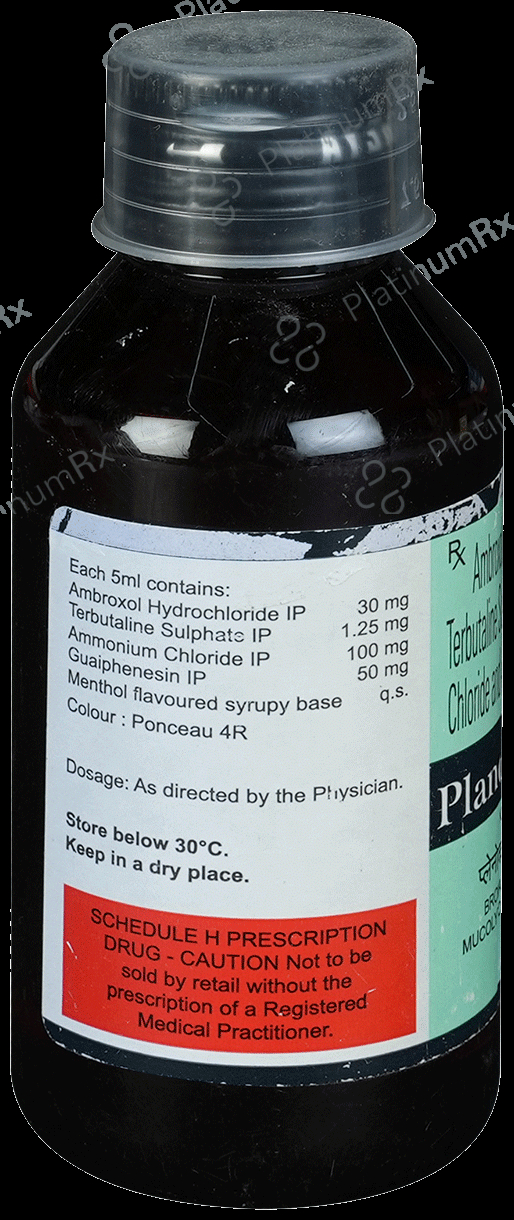 Each 5ml contains:
Ambroxol Hydrochloride IP 30 mg
Terbutaline Sulphate IP 1.25 mg
Ammonium Chloride IP 100 mg
Guaiphenesin IP 50 mg
Menthol flavoured syrupy base q.s.
Colour : Ponceau 4R
Dosage: As directed by the Physician.
Store below 30°C.
Keep in a dry place.
SCHEDULE H PRESCRIPTION
DRUG - CAUTION Not to be
sold by retail without the
prescription of a Registered
Medical Practitioner.
Rx
Terbutaline
Chloride
PlatinumRx
PlatinumRx
PlatinumRx